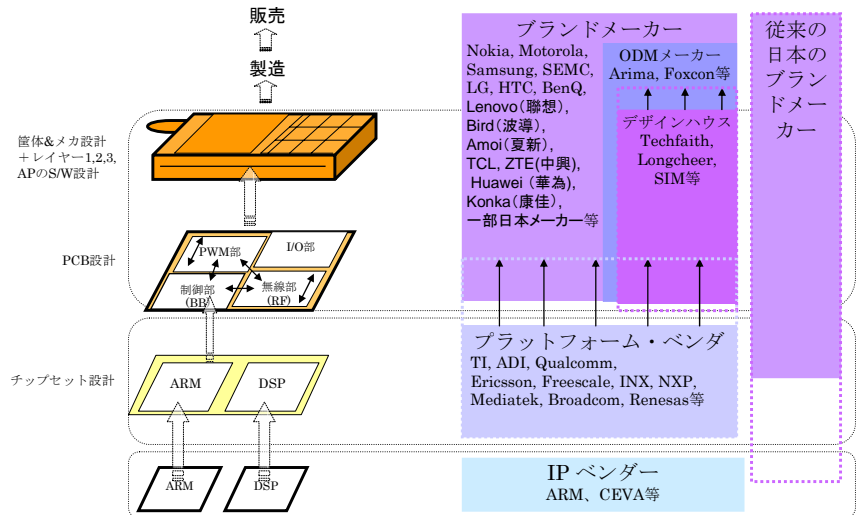 販売
製造
筐体&メカ設計
+レイヤー1,2,3,
APのS/W設計
PCB設計
PWM部
I/O部
制御部
(BB)
無線部
(RF)
チップセット設計
ARM
DSP
ARM
DSP
ブランドメーカー
Nokia, Motorola,
Samsung, SEMC,
LG, HTC, BenQ,
Lenovo(聯想),
Bird(波導),
Amoi(夏新),
TCL, ZTE(中興),
Huawei (華為),
Konka(康佳),
一部日本メーカー等
ODMメーカー
Arima, Foxcon等
デザインハウス
Techfaith,
Longcheer,
SIM等
従来の
日本の
ブラン
ドメー
カー
プラットフォーム・ベンダ
TI, ADI, Qualcomm,
Ericsson, Freescale, INX, NXP,
Mediatek, Broadcom, Renesas等
IP ベンダー
ARM、CEVA等